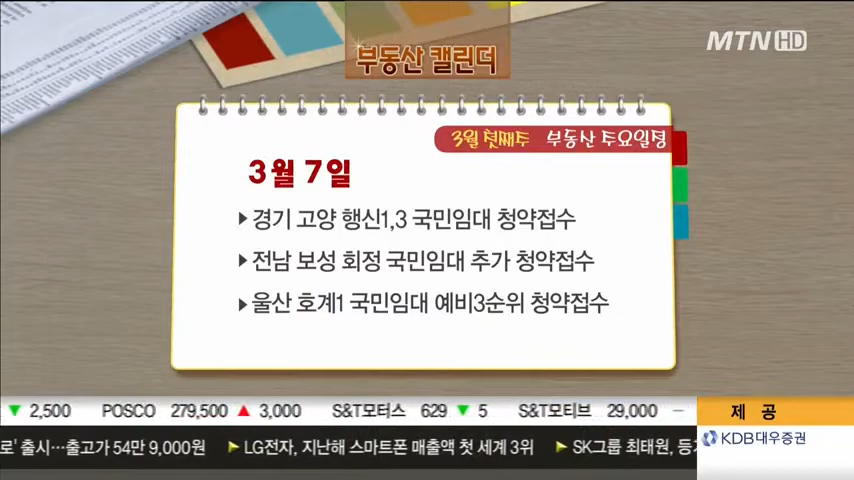 MTN HD
부동산 캘린더
3월 첫째주 부동산 주요일정
3월 7일
경기 고양 행신1,3 국민임대 청약접수
전남 보성 회정 국민임대 추가 청약접수
울산 호계1 국민임대 예비3순위 청약접수
▼ 2,500 POSCO 279,500 ▲ 3,000 S&T모터스 629 ▼ 5 S&T모티브 29,000 –
제 공
로' 출시…출고가 54만 9,000원 ▶ LG전자, 지난해 스마트폰 매출액 첫 세계 3위 ▶ SK그룹 최태원, 등기
KDB대우증권